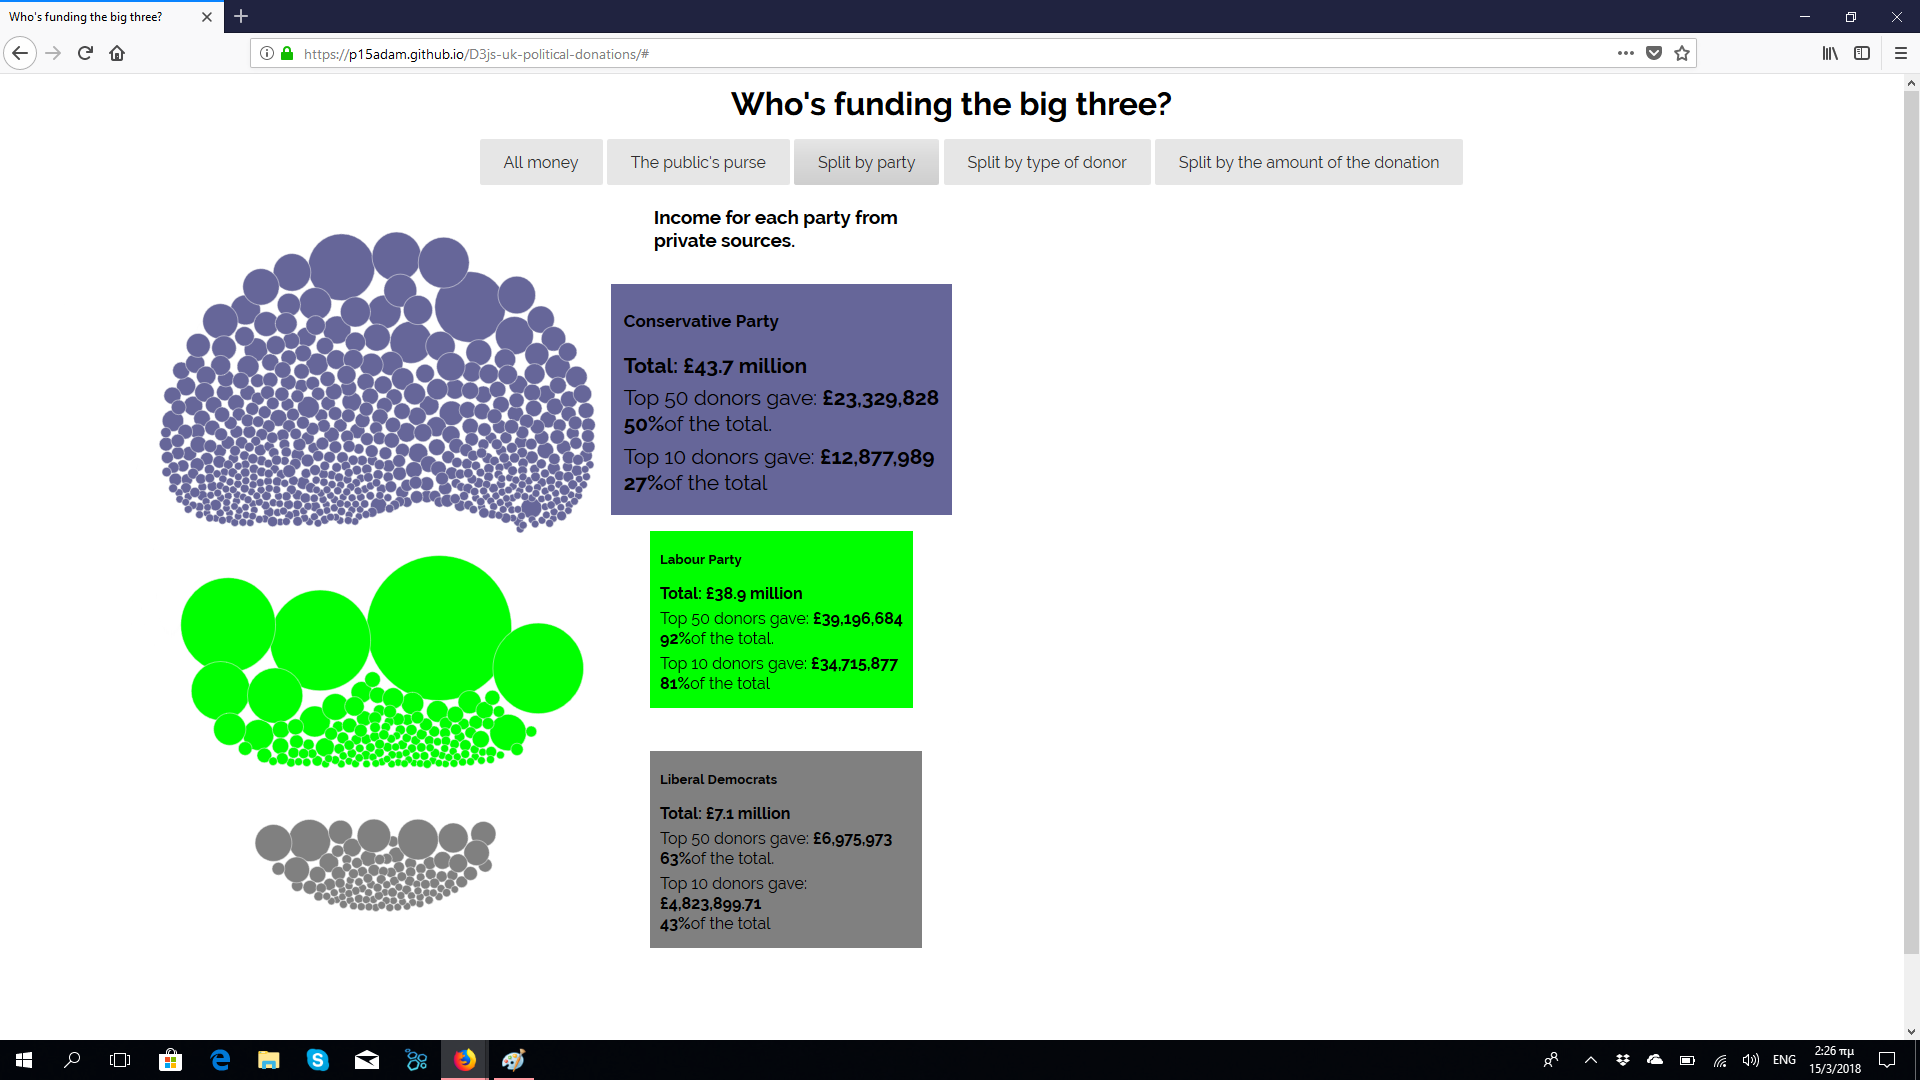 Who's funding the big three?
https://p15adam.github.io/D3js-uk-political-donations/#
Who's funding the big three?
All money
The public's purse
Split by party
Split by type of donor
Split by the amount of the donation
Income for each party from
private sources.
Conservative Party
Total: £43.7 million
Top 50 donors gave: £23,329,828
50%of the total.
Top 10 donors gave: £12,877,989
27%of the total
Labour Party
Total: £38.9 million
Top 50 donors gave: £39,196,684
92%of the total.
Top 10 donors gave: £34,715,877
81%of the total
Liberal Democrats
Total: £7.1 million
Top 50 donors gave: £6,975,973
63%of the total.
Top 10 donors gave:
£4,823,899.71
43%of the total
ENG
2:26 πμ
15/3/2018